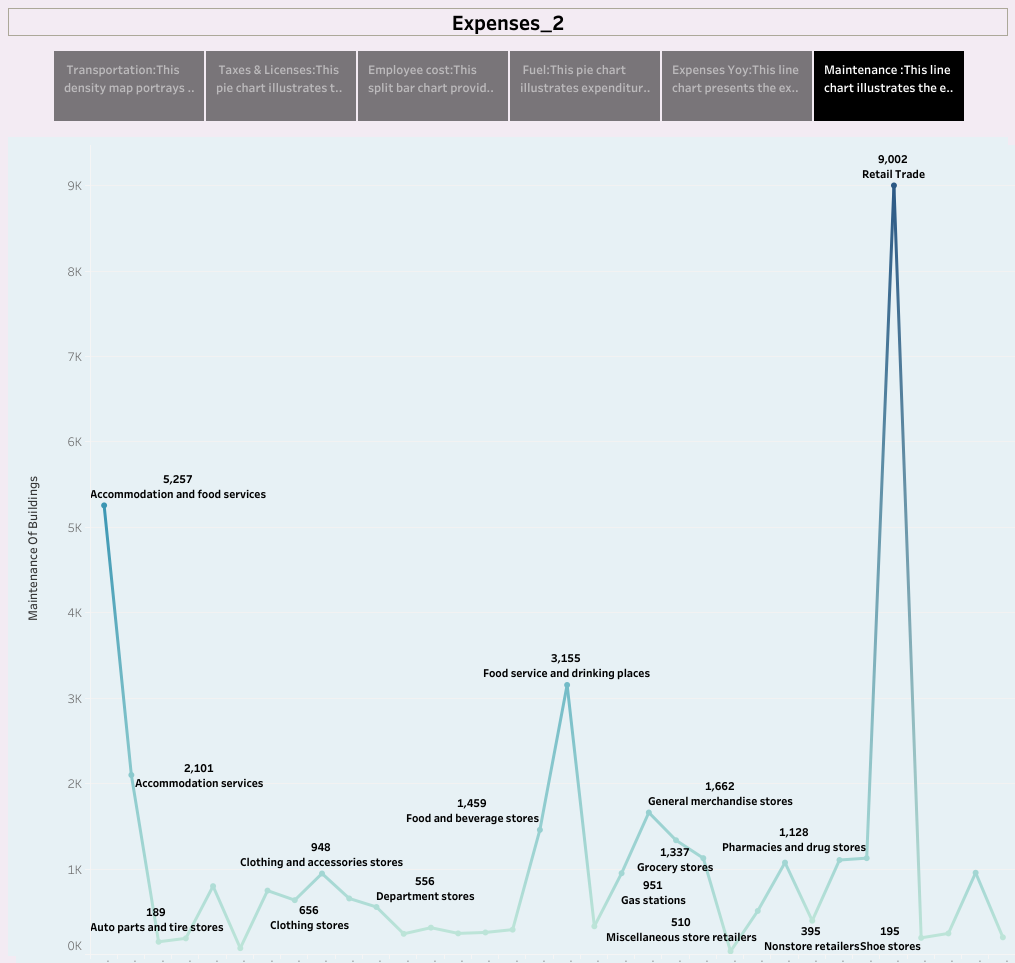 Expenses_2
Transportation:This
density map portrays ..
Taxes & Licenses:This
pie chart illustrates t..
Employee cost:This
split bar chart provid..
Fuel:This pie chart
illustrates expenditur..
Expenses Yoy:This line
chart presents the ex..
Maintenance :This line
chart illustrates the e..
9,002
Retail Trade
9K
8K
7K
6K
5,257
Accommodation and food services
5K
Maintenance Of Buildings
4K
3,155
Food service and drinking places
3K
2,101
Accommodation services
2K
1,662
General merchandise stores
1,459
Food and beverage stores
1,128
Pharmacies and drug stores
948
Clothing and accessories stores
1,337
Grocery stores
1K
556
Department stores
951
Gas stations
656
Clothing stores
189
Auto parts and tire stores
510
Miscellaneous store retailers
395
Nonstore retailers
195
Shoe stores
0K